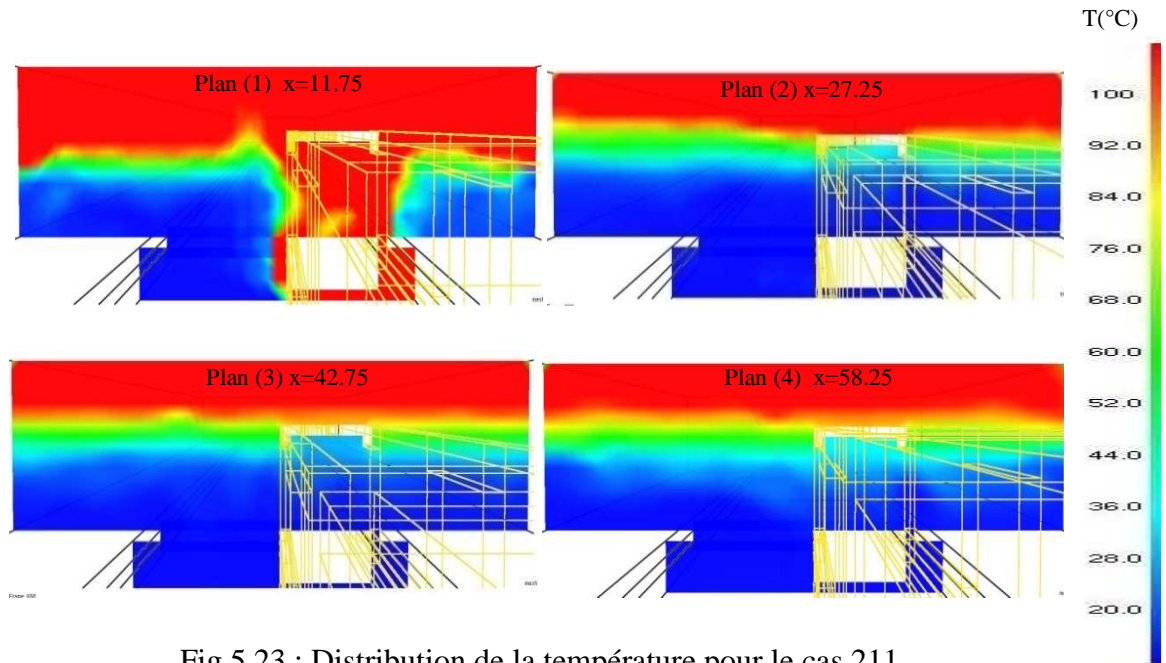 T(°C)
Plan (1) x=11.75
Plan (2) x=27.25
Plan (3) x=42.75
Plan (4) x=58.25
100
92.0
84.0
76.0
68.0
60.0
52.0
44.0
36.0
28.0
20.0
Fig 5.23 : Distribution de la température pour le cas 211